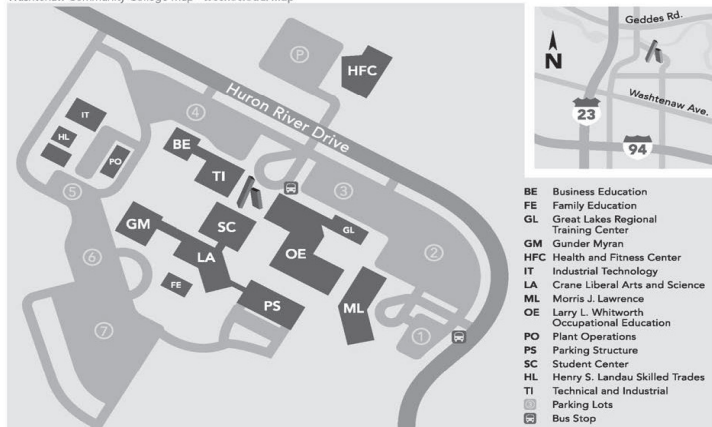 Washtenaw Community College Map
P
HFC
Huron River Drive
4
IT
HL
PO
BE
TI
3
5
GM
SC
GL
2
LA
OE
6
FE
PS
ML
1
7
Geddes Rd.
N
Washtenaw Ave.
23
94
BE Business Education
FE Family Education
GL Great Lakes Regional
Training Center
GM Gunder Myran
HFC Health and Fitness Center
IT Industrial Technology
LA Crane Liberal Arts and Science
ML Morris J. Lawrence
OE Larry L. Whitworth
Occupational Education
PO Plant Operations
PS Parking Structure
SC Student Center
HL Henry S. Landau Skilled Trades
TI Technical and Industrial
Parking Lots
Bus Stop